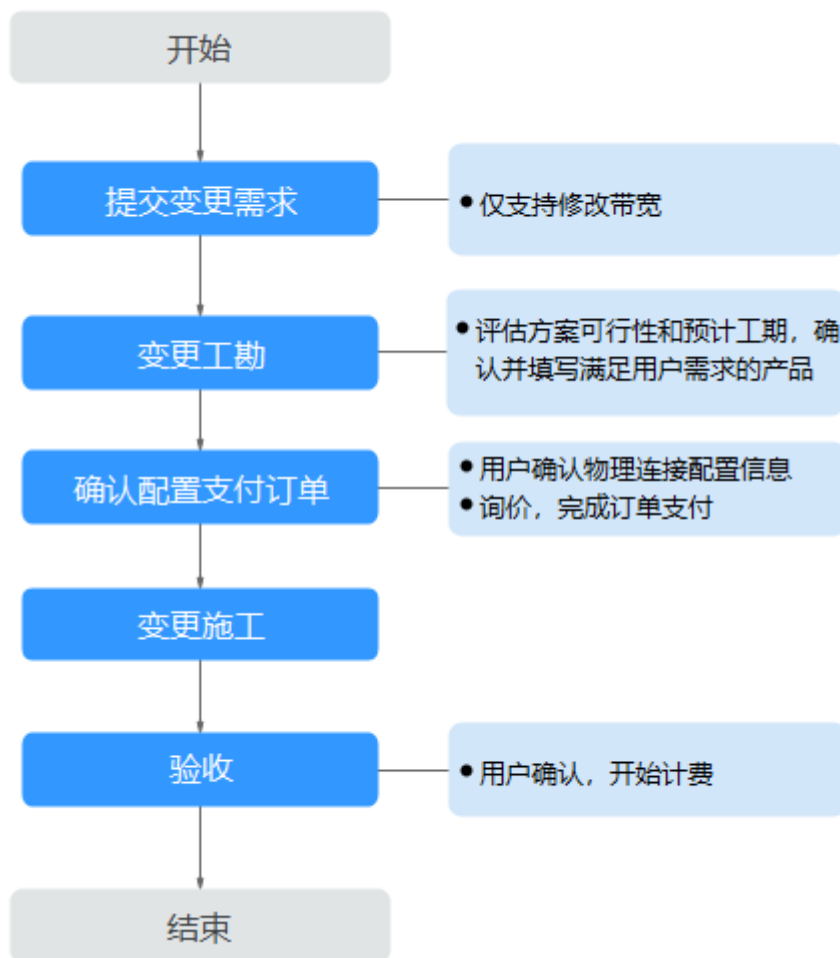 开始
提交变更需求
● 仅支持修改带宽
变更工勘
● 评估方案可行性和预计工期，确
认并填写满足用户需求的产品
确认配置支付订单
● 用户确认物理连接配置信息
● 询价，完成订单支付
变更施工
验收
● 用户确认，开始计费
结束